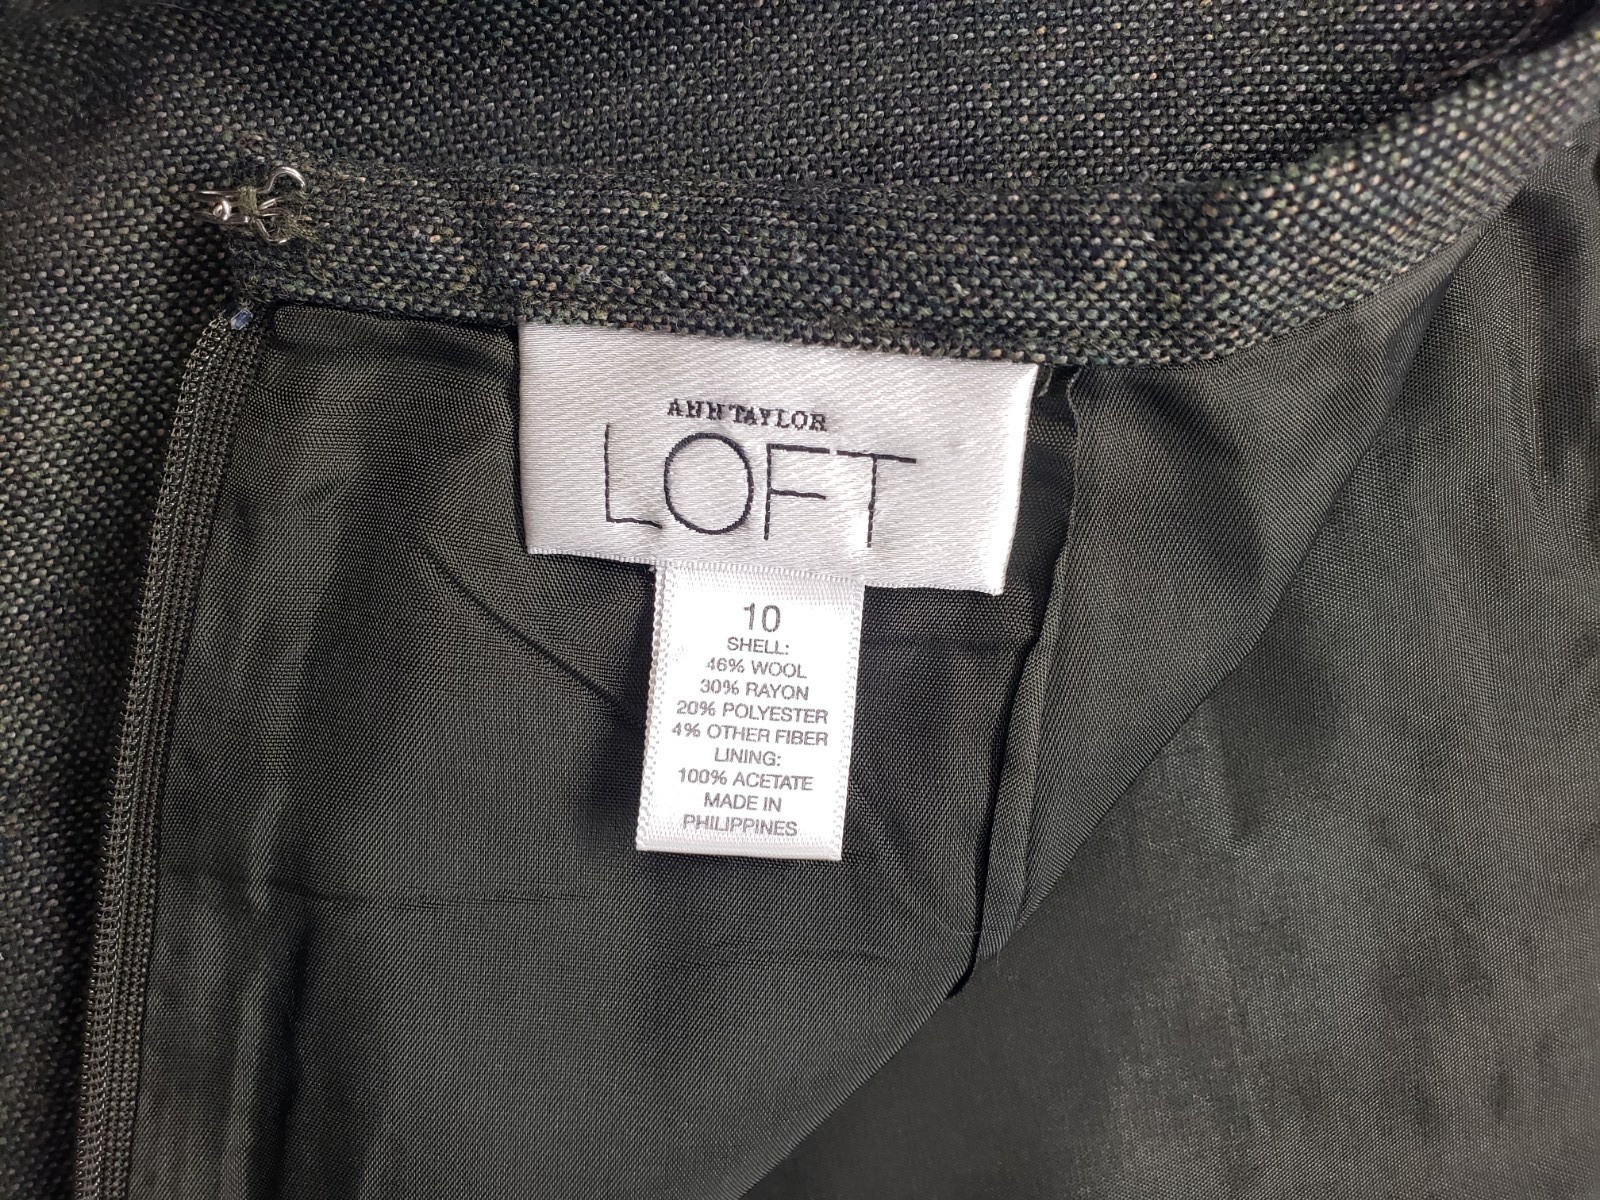 ANN TAYLOR
LOFT
10
SHELL:
46% WOOL
30% RAYON
20% POLYESTER
4% OTHER FIBER
LINING:
100% ACETATE
MADE IN
PHILIPPINES